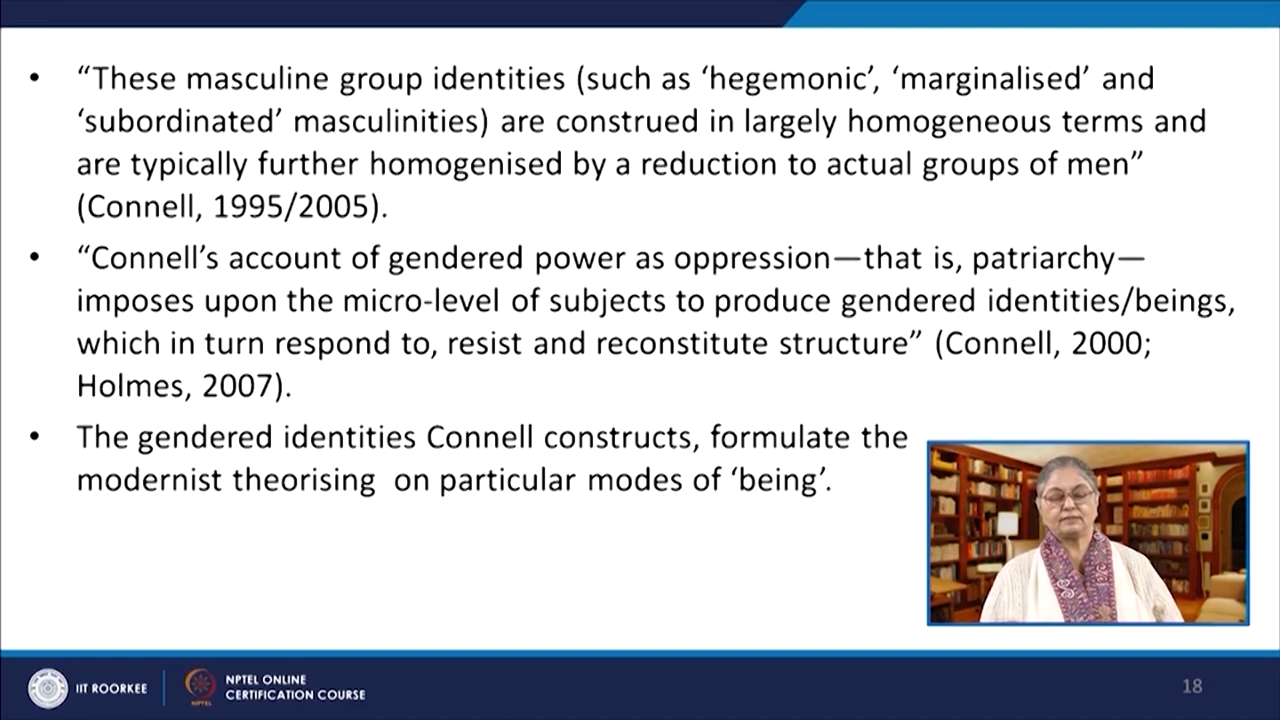 • “These masculine group identities (such as ‘hegemonic’, ‘marginalised’ and
‘subordinated’ masculinities) are construed in largely homogeneous terms and
are typically further homogenised by a reduction to actual groups of men”
(Connell, 1995/2005).
• “Connell’s account of gendered power as oppression—that is, patriarchy—
imposes upon the micro-level of subjects to produce gendered identities/beings,
which in turn respond to, resist and reconstitute structure” (Connell, 2000;
Holmes, 2007).
• The gendered identities Connell constructs, formulate the
modernist theorising  on particular modes of ‘being’.
IIT ROORKEE
NPTEL
NPTEL ONLINE
CERTIFICATION COURSE
18